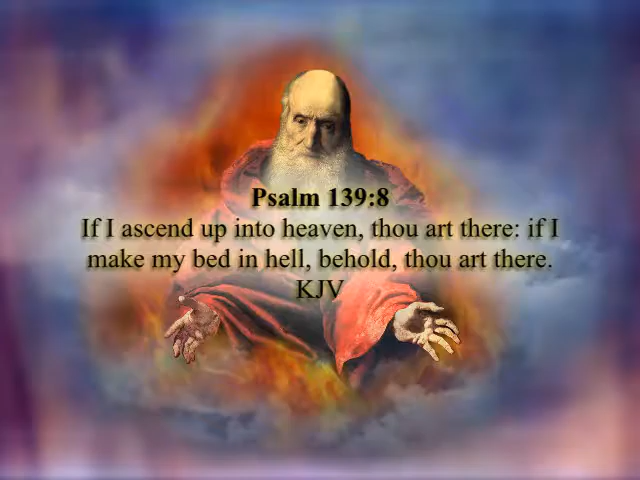 Psalm 139:8
If I ascend up into heaven, thou art there: if I
make my bed in hell, behold, thou art there.
KJV